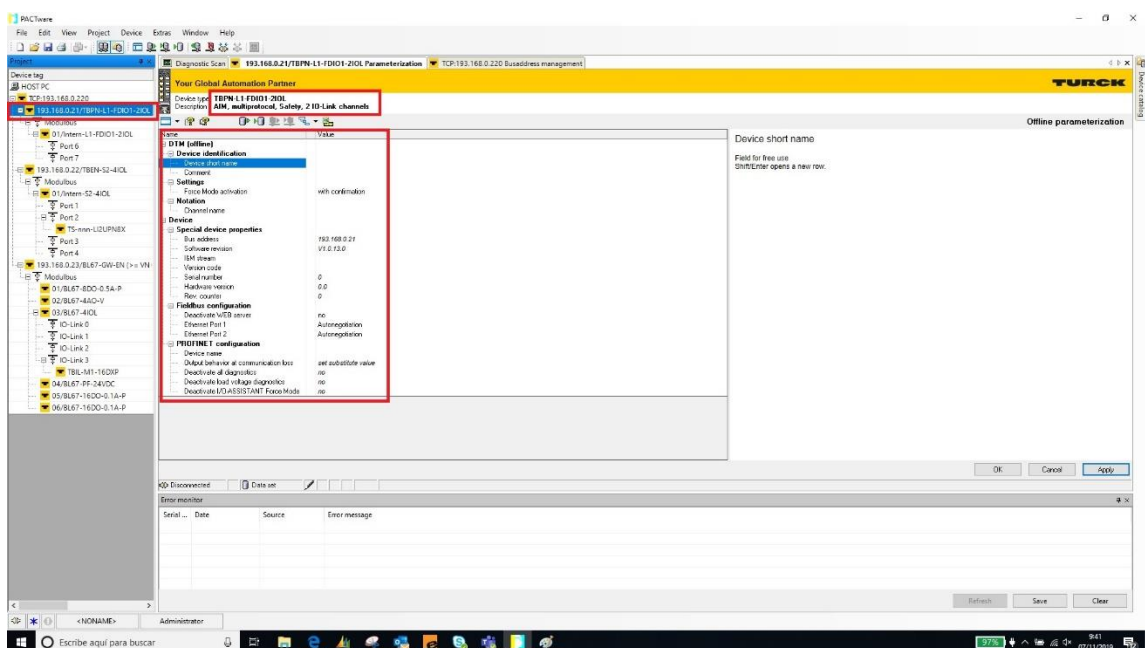 PACTware
File Edit View Project Device Extras Window Help
Project
Device tag
HOST PC
TCP:193.168.0.220
193.168.0.21/TBPN-L1-FDIO1-2IOL
Modulbus
01/Intern-L1-FDIO1-2IOL
Port 6
Port 7
193.168.0.22/TBEN-S2-4IOL
Modulbus
01/Intern-S2-4IOL
Port 1
Port 2
TS-nnn-LI2UPN8X
Port 3
Port 4
193.168.0.23/BL67-GW-EN (>= VN
Modulbus
01/BL67-8DO-0.5A-P
02/BL67-4AO-V
03/BL67-4IOL
IO-Link 0
IO-Link 1
IO-Link 2
IO-Link 3
TBIL-M1-16DXP
04/BL67-PF-24VDC
05/BL67-16DO-0.1A-P
06/BL67-16DO-0.1A-P
Diagnostic Scan 193.168.0.21/TBPN-L1-FDIO1-2IOL Parameterization TCP:193.168.0.220 Busaddress management
Your Global Automation Partner TURCK
Device type TBPN-L1-FDIO1-2IOL
Description AIM, multiprotocol, Safety, 2 IO-Link channels
Offline parameterization
Name Value
DTM (offline)
Device identification
Device short name
Comment
Settings
Force Mode activation with confirmation
Notation
Channel name
Device
Special device properties
Bus address 193.168.0.21
Software revision V1.0.13.0
I&M stream
Version code
Serial number 0
Hardware version 0.0
Rev. counter 0
Fieldbus configuration
Deactivate WEB server no
Ethernet Port 1 Autonegotiation
Ethernet Port 2 Autonegotiation
PROFINET configuration
Device name
Output behavior at communication loss set substitute value
Deactivate all diagnostics no
Deactivate load voltage diagnostics no
Deactivate I/O-ASSISTANT Force Mode no
Device short name
Field for free use
Shift/Enter opens a new row.
OK Cancel Apply
Disconnected Data set
Error monitor
Serial ... Date Source Error message
Refresh Save Clear
<NONAME> Administrator
Escribe aquí para buscar
97% 9:41
07/11/2019
Device catalog